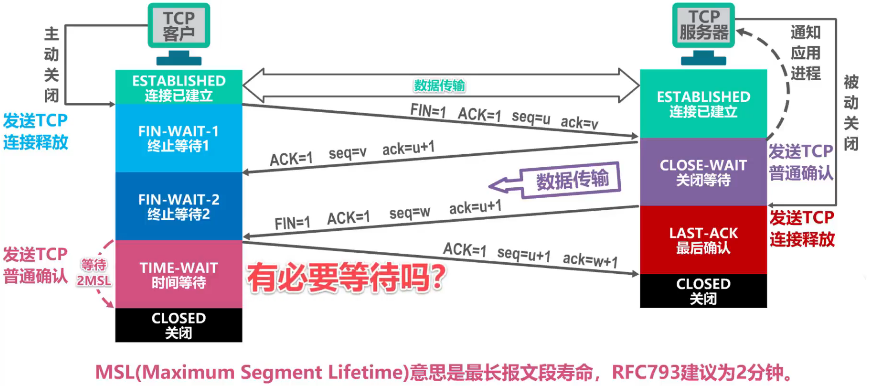 TCP
客户
TCP
服务器
主动关闭
通知
应用
进程
ESTABLISHED
连接已建立
数据传输
ESTABLISHED
连接已建立
被动关闭
FIN=1 ACK=1 seq=u ack=v
发送TCP
连接释放
FIN-WAIT-1
终止等待1
ACK=1 seq=v ack=u+1
CLOSE-WAIT
关闭等待
发送TCP
普通确认
数据传输
FIN-WAIT-2
终止等待2
FIN=1 ACK=1 seq=w ack=u+1
发送TCP
连接释放
LAST-ACK
最后确认
发送TCP
普通确认
等待
2MSL
TIME-WAIT
时间等待
ACK=1 seq=u+1 ack=w+1
有必要等待吗？
CLOSED
关闭
CLOSED
关闭
MSL(Maximum Segment Lifetime)意思是最长报文段寿命，RFC793建议为2分钟。